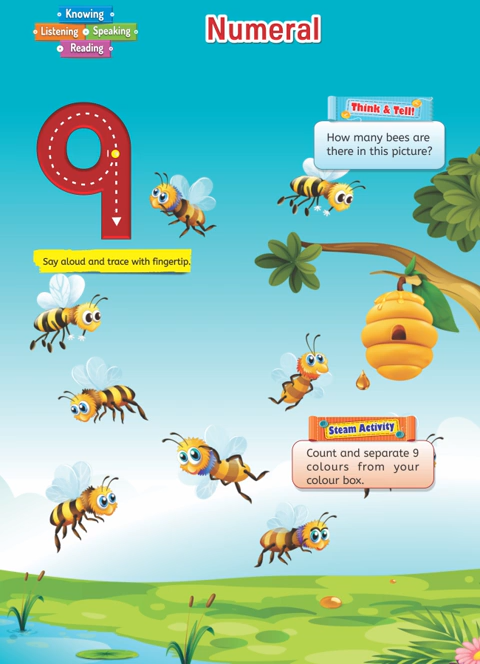 Knowing
Listening Speaking
Reading
Numeral
9
Think & Tell!
How many bees are
there in this picture?
Say aloud and trace with fingertip.
Steam Activity
Count and separate 9
colours from your
colour box.